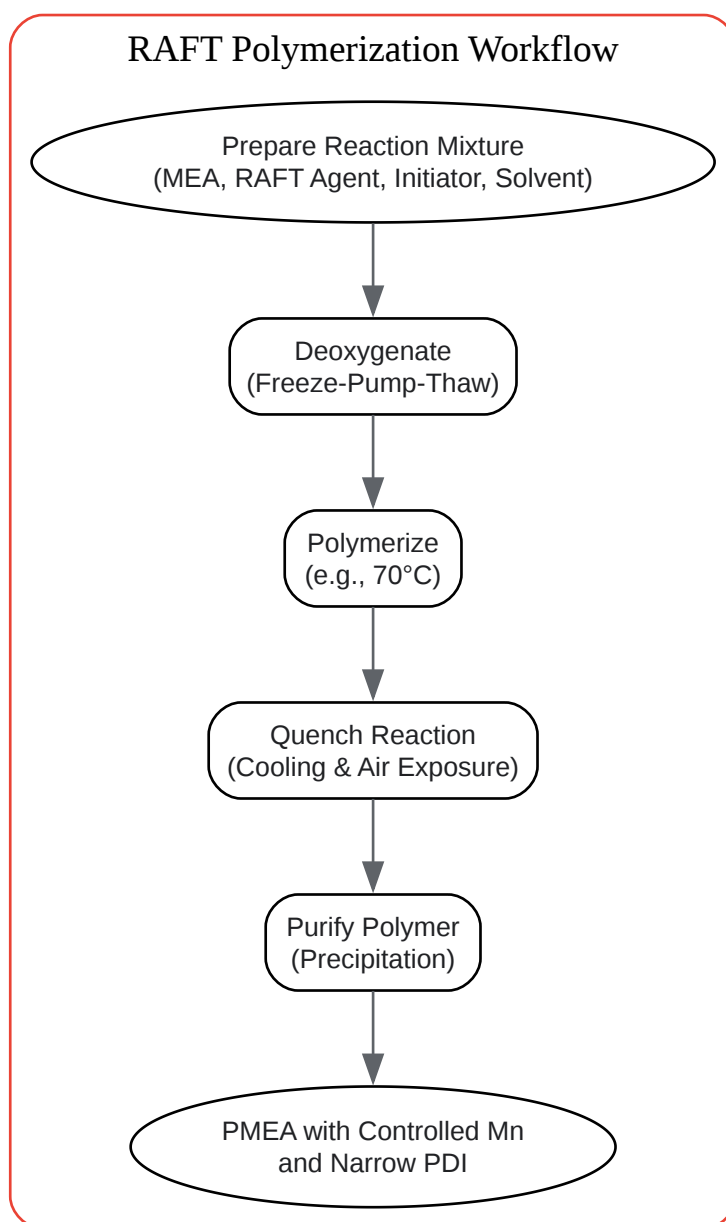 RAFT Polymerization Workflow
Prepare Reaction Mixture
(MEA, RAFT Agent, Initiator, Solvent)
Deoxygenate
(Freeze-Pump-Thaw)
Polymerize
(e.g., 70°C)
Quench Reaction
(Cooling & Air Exposure)
Purify Polymer
(Precipitation)
PMEA with Controlled Mn
and Narrow PDI